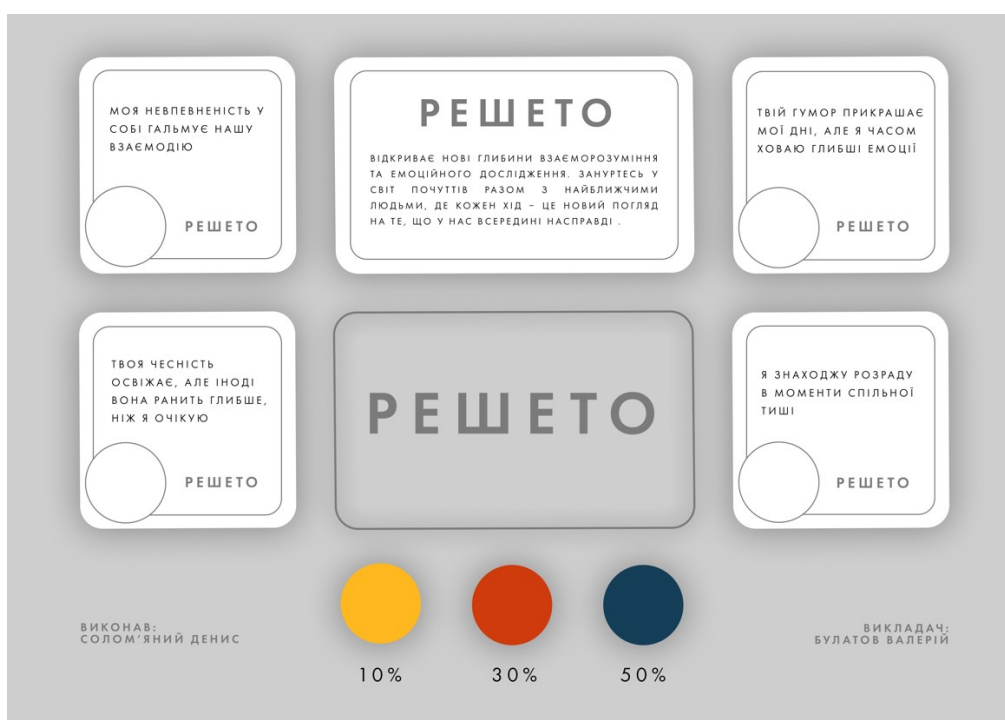 МОЯ НЕВПЕВНЕНІСТЬ У
СОБІ ГАЛЬМУЄ НАШУ
ВЗАЄМОДІЮ
РЕШЕТО
РЕШЕТО
ВІДКРИВАЄ НОВІ ГЛИБИНИ ВЗАЄМОРОЗУМІННЯ
ТА ЕМОЦІЙНОГО ДОСЛІДЖЕННЯ. ЗАНУРТЕСЬ У
СВІТ ПОЧУТТІВ РАЗОМ З НАЙБЛИЖЧИМИ
ЛЮДЬМИ, ДЕ КОЖЕН ХІД – ЦЕ НОВИЙ ПОГЛЯД
НА ТЕ, ЩО У НАС ВСЕРЕДИНІ НАСПРАВДІ .
ТВІЙ ГУМОР ПРИКРАШАЄ
МОЇ ДНІ, АЛЕ Я ЧАСОМ
ХОВАЮ ГЛИБШІ ЕМОЦІЇ
РЕШЕТО
ТВОЯ ЧЕСНІСТЬ
ОСВІЖАЄ, АЛЕ ІНОДІ
ВОНА РАНИТЬ ГЛИБШЕ,
НІЖ Я ОЧІКУЮ
РЕШЕТО
РЕШЕТО
Я ЗНАХОДЖУ РОЗРАДУ
В МОМЕНТИ СПІЛЬНОЇ
ТИШІ
РЕШЕТО
10%
30%
50%
ВИКОНАВ:
СОЛОМ'ЯНИЙ ДЕНИС
ВИКЛАДАЧ:
БУЛАТОВ ВАЛЕРІЙ